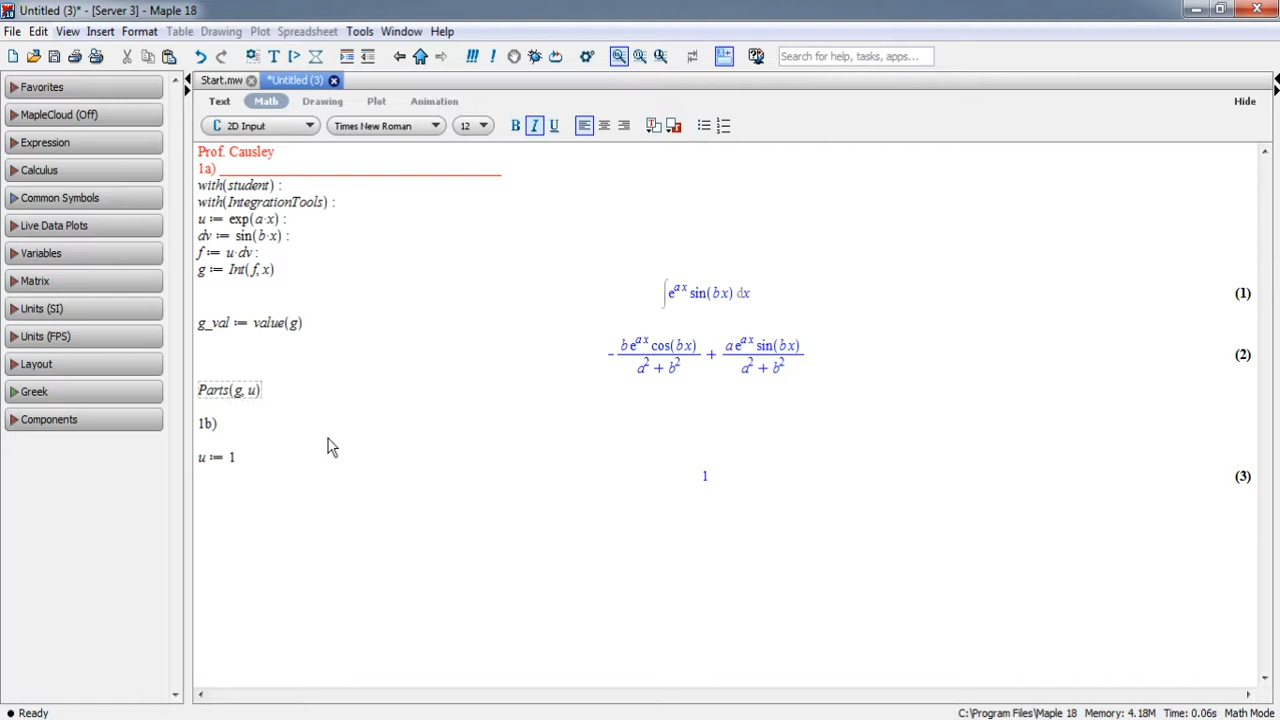 Untitled (3)* - [Server 3] - Maple 18
File Edit View Insert Format Table Drawing Plot Spreadsheet Tools Window Help
Search for help, tasks, apps...
Start.mw *Untitled (3)
Text Math Drawing Plot Animation Hide
C 2D Input Times New Roman 12 B I U
Favorites
MapleCloud (Off)
Expression
Calculus
Common Symbols
Live Data Plots
Variables
Matrix
Units (SI)
Units (FPS)
Layout
Greek
Components
Prof. Causley
1a) ________________________________
with(student) :
with(IntegrationTools) :
u := exp(a·x) :
dv := sin(b·x) :
f := u·dv :
g := Int(f, x)
∫ e^{a x} sin(b x) dx (1)
g_val := value(g)
- \frac{b e^{a x} cos(b x)}{a^2 + b^2} + \frac{a e^{a x} sin(b x)}{a^2 + b^2} (2)
Parts(g, u)
1b)
u := 1
1 (3)
Ready C:\Program Files\Maple 18 Memory: 4.18M Time: 0.06s Math Mode